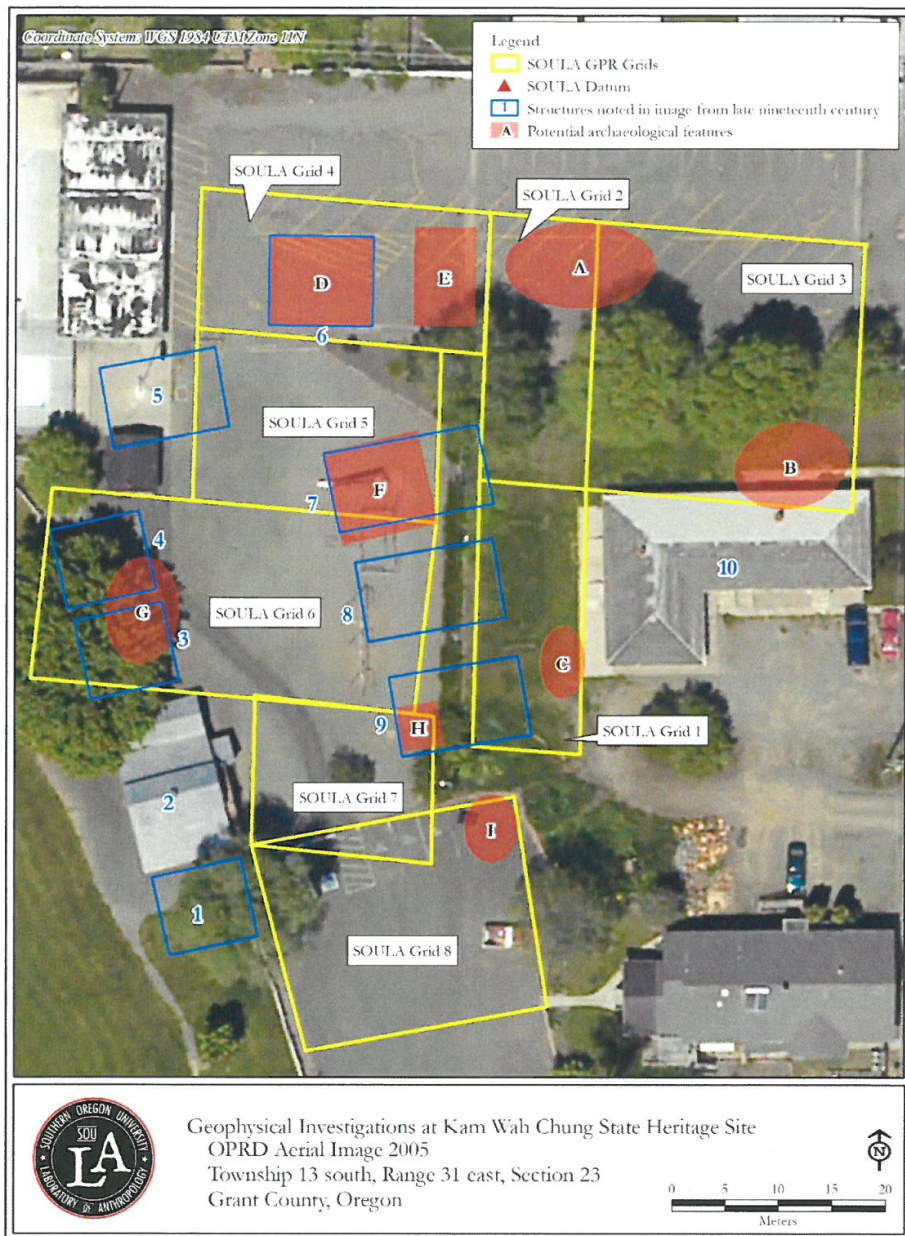 Coordinate System: WGS 1984 UTM Zone 11N
Legend
SOULA GPR Grids
SOULA Datum
1 Structures noted in image from late nineteenth century
A Potential archaeological features
SOULA Grid 4
SOULA Grid 2
A
SOULA Grid 3
D
E
6
5
SOULA Grid 5
B
F
7
4
10
G
8
SOULA Grid 6
3
C
H
9
SOULA Grid 1
2
SOULA Grid 7
I
1
SOULA Grid 8
SOUTHERN OREGON UNIVERSITY
SOU
LA
LABORATORY OF ANTHROPOLOGY
Geophysical Investigations at Kam Wah Chung State Heritage Site
OPRD Aerial Image 2005
Township 13 south, Range 31 east, Section 23
Grant County, Oregon
N
0 5 10 15 20
Meters